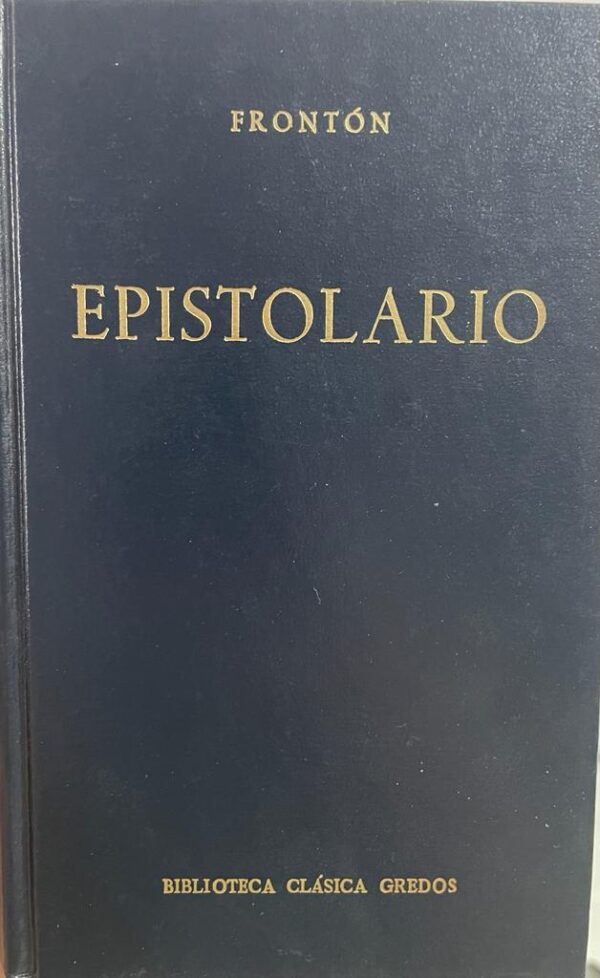 FRONTÓN
EPISTOLARIO
BIBLIOTECA CLÁSICA GREDOS